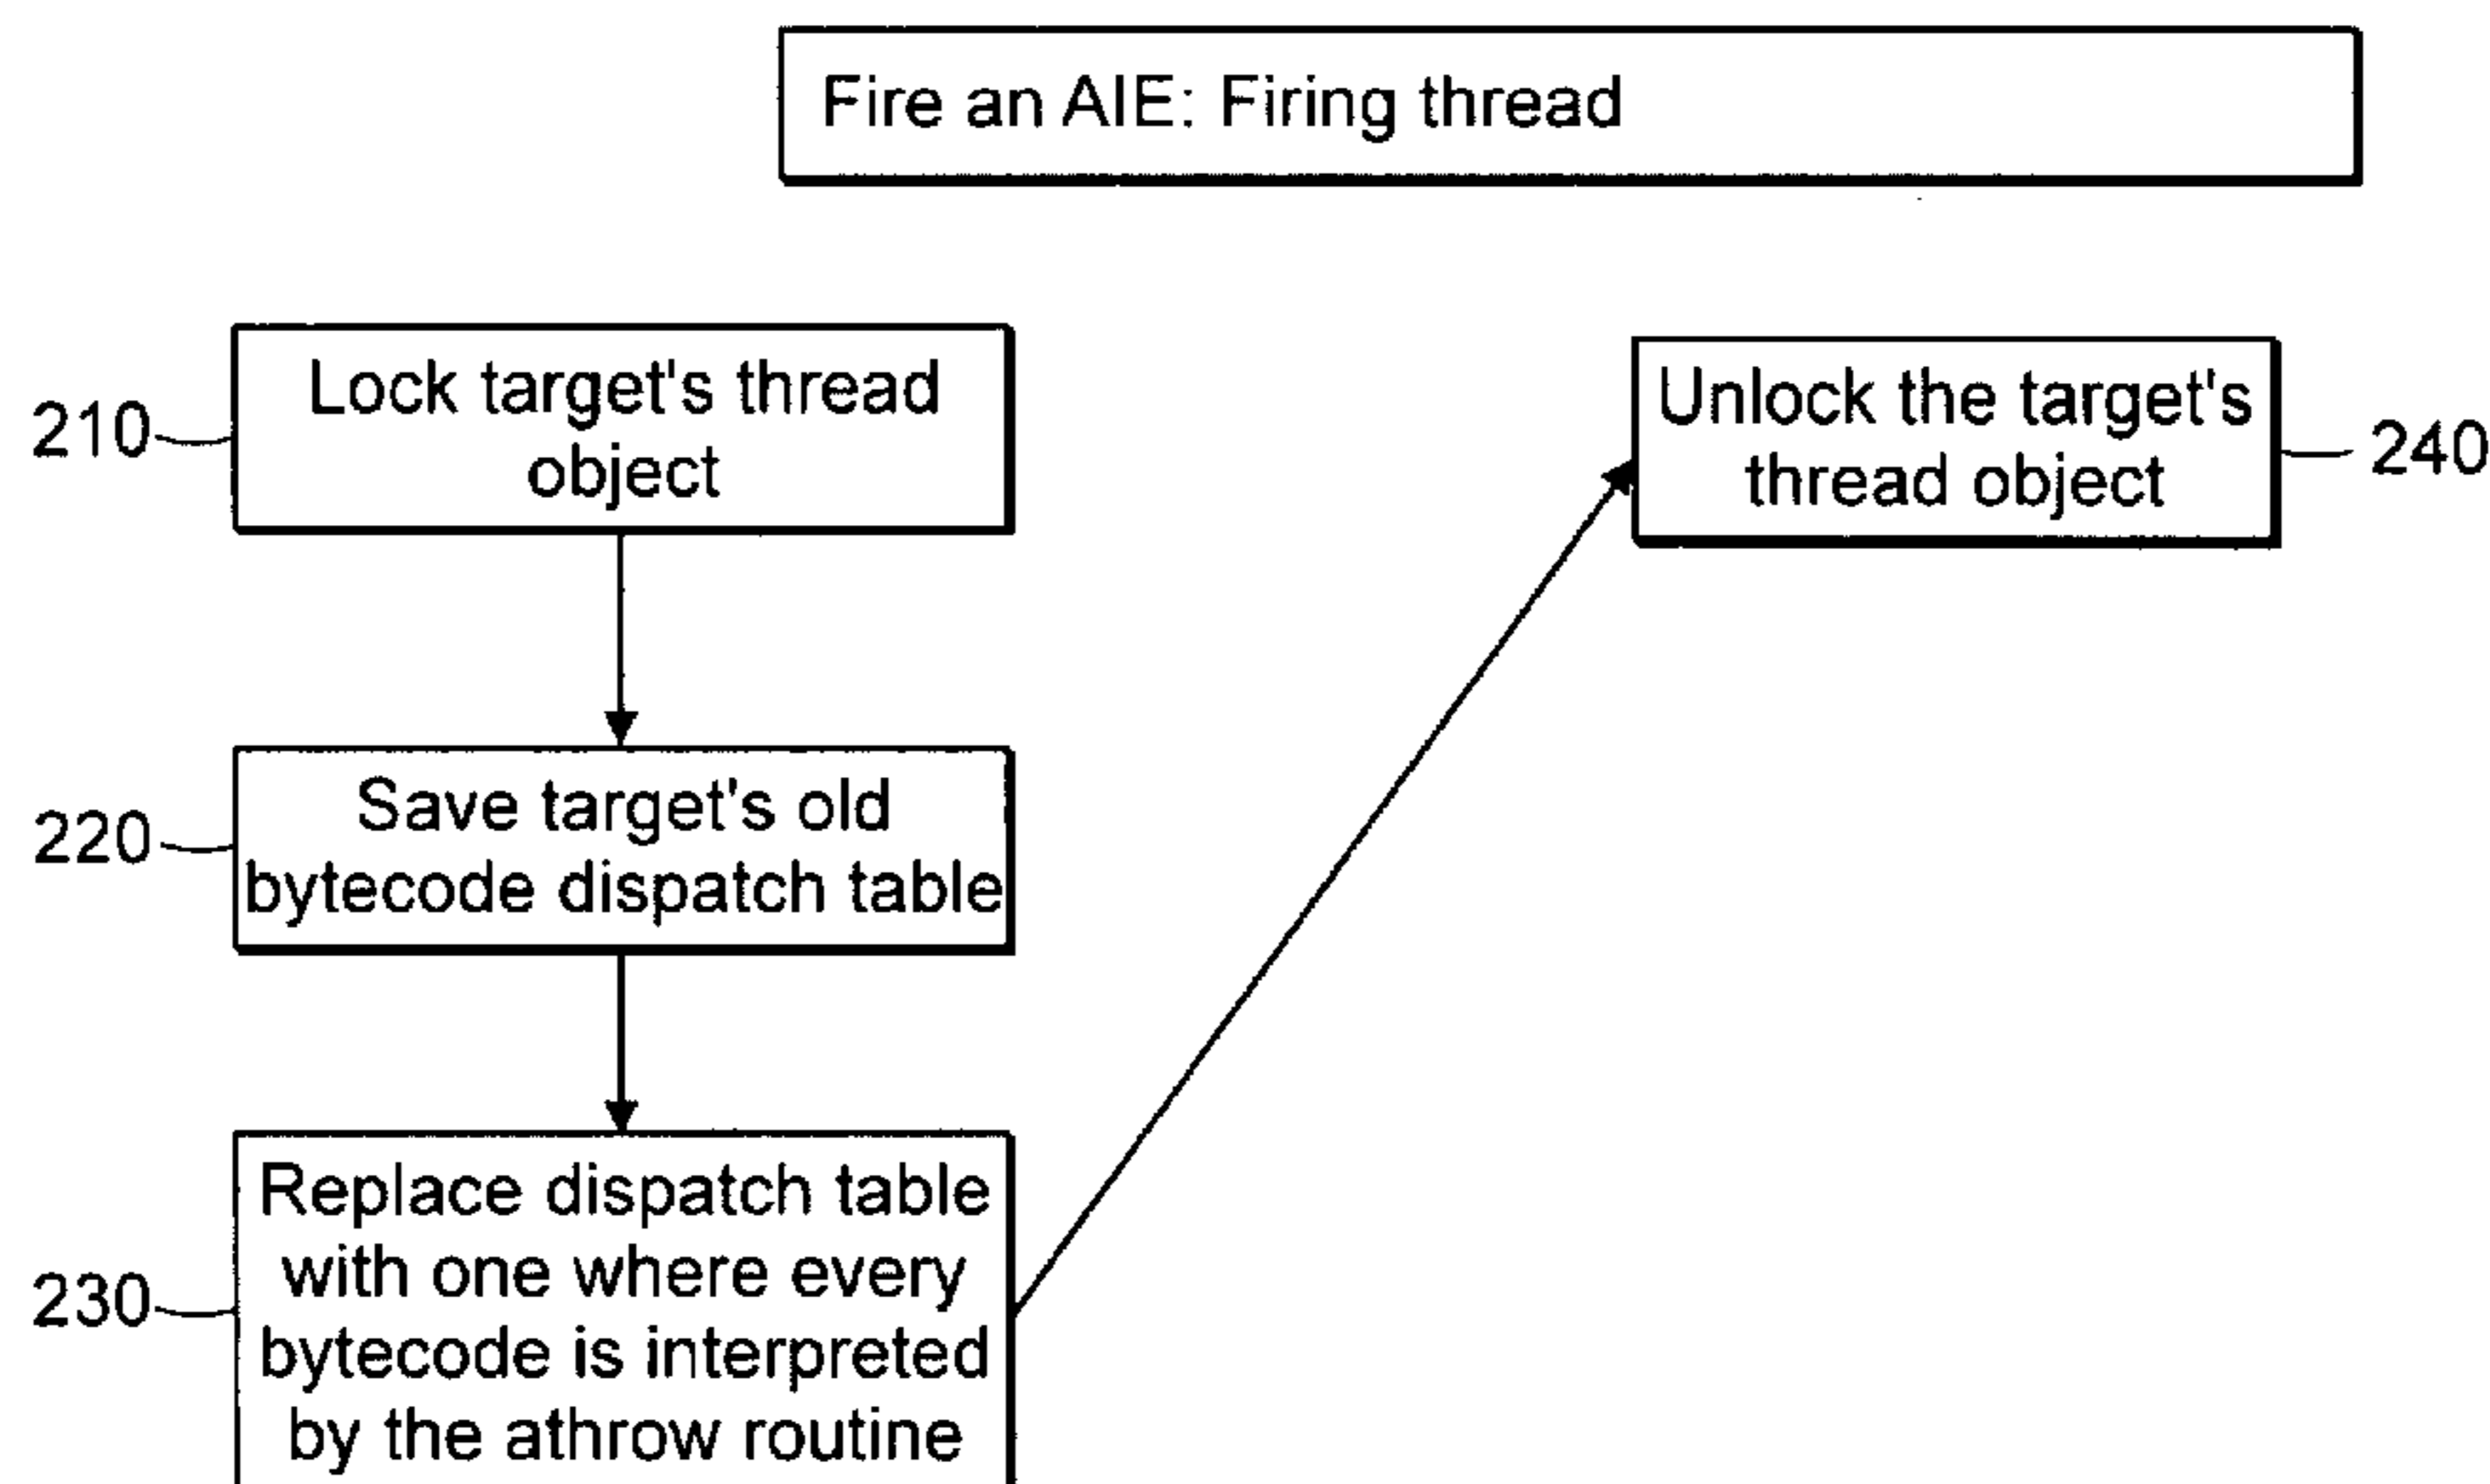 Fire an AIE: Firing thread
210
Lock target's thread
object
220
Save target's old
bytecode dispatch table
230
Replace dispatch table
with one where every
bytecode is interpreted
by the athrow routine
Unlock the target's
thread object
240